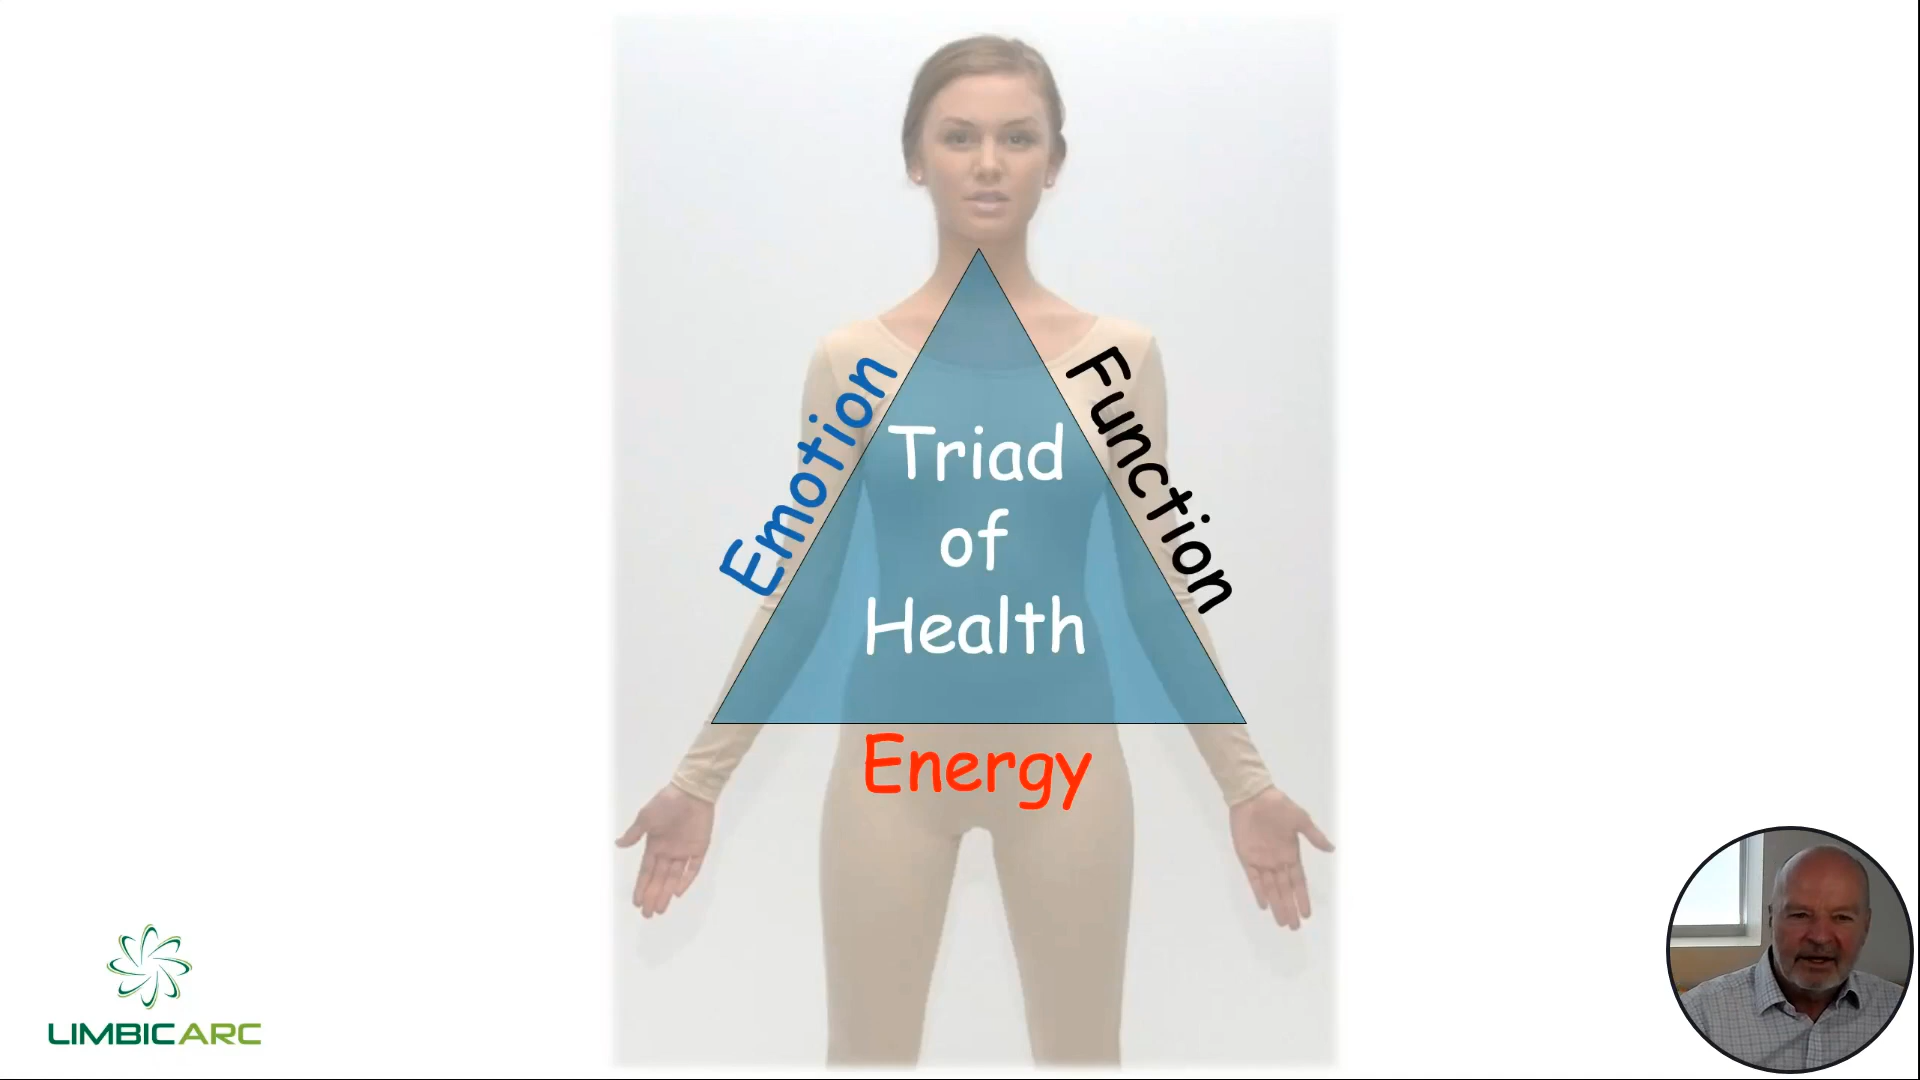 Emotion
Function
Triad
of
Health
Energy
LIMBICARC